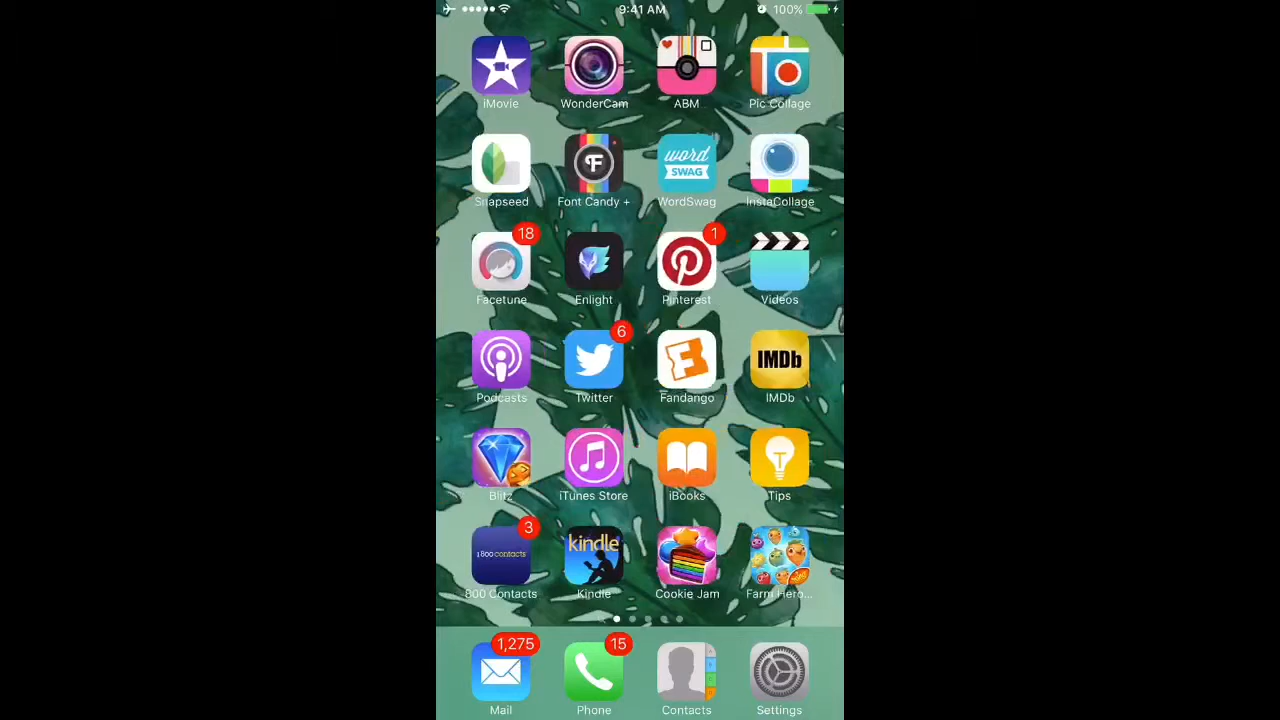 9:41 AM 100%
iMovie WonderCam ABM Pic Collage
word
SWAG
Snapseed Font Candy + WordSwag InstaCollage
18 1
Facetune Enlight Pinterest Videos
6
IMDb
Podcasts Twitter Fandango IMDb
Blitz iTunes Store iBooks Tips
3
1800contacts kindle
800 Contacts Kindle Cookie Jam Farm Hero...
1,275 15
Mail Phone Contacts Settings